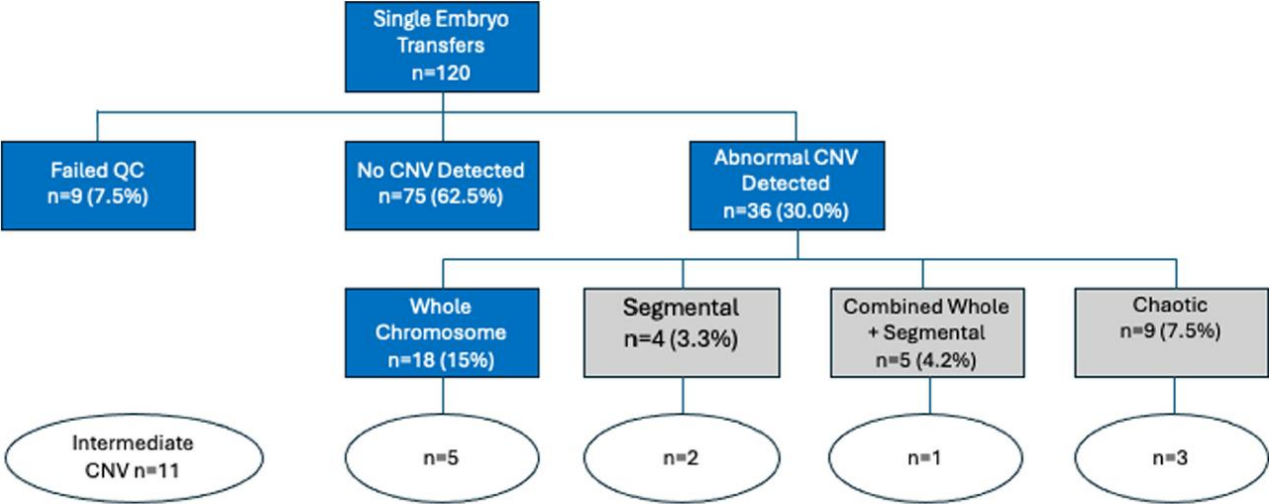 Single Embryo
Transfers
n=120
Failed QC
n=9 (7.5%)
No CNV Detected
n=75 (62.5%)
Abnormal CNV
Detected
n=36 (30.0%)
Whole
Chromosome
n=18 (15%)
Segmental
n=4 (3.3%)
Combined Whole
+ Segmental
n=5 (4.2%)
Chaotic
n=9 (7.5%)
Intermediate
CNV n=11
n=5
n=2
n=1
n=3